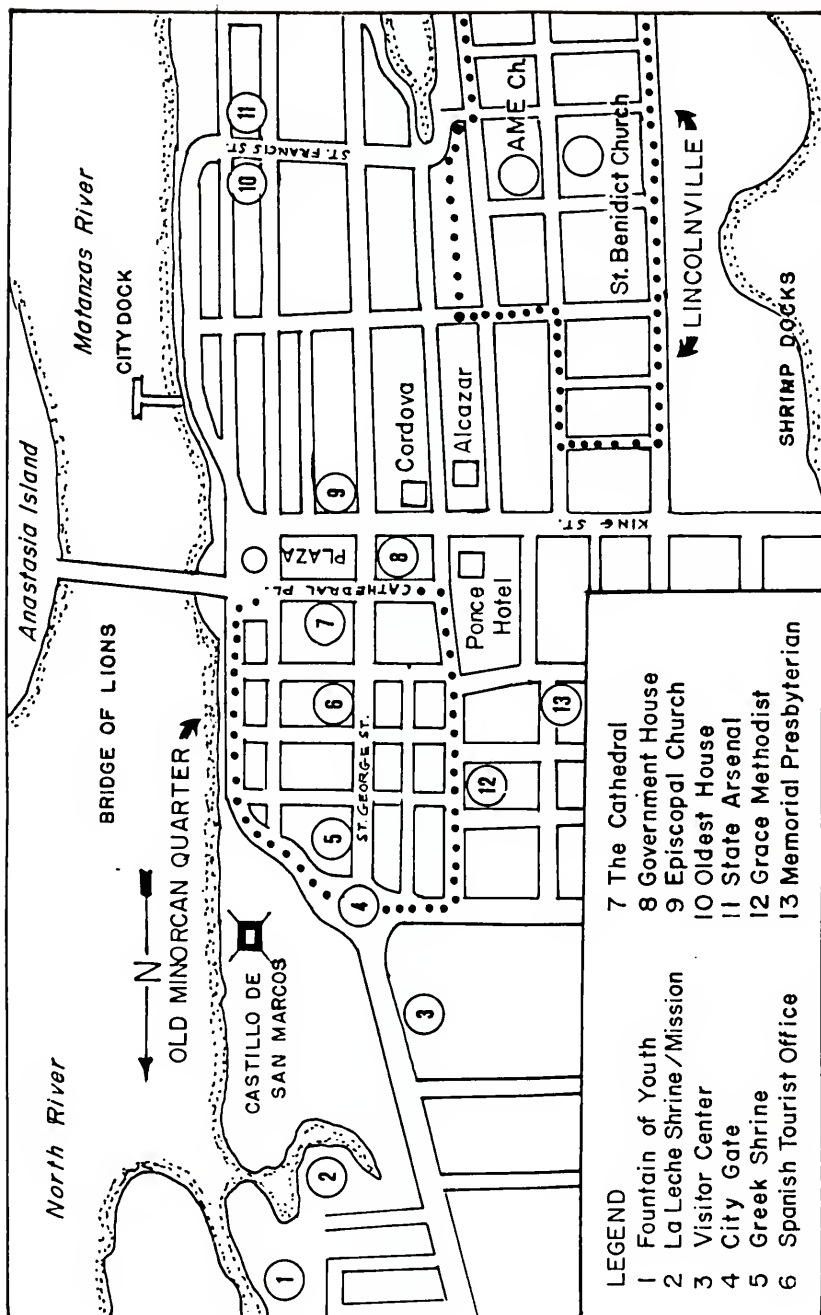 North River
Anastasia Island
Matanzas River
BRIDGE OF LIONS
CITY DOCK
N
OLD MINORCAN QUARTER
CASTILLO DE
SAN MARCOS
1
2
3
4
5
6
7
8
9
10
11
12
13
ST. GEORGE ST.
CATHEDRAL PL.
PLAZA
KING ST.
ST. FRANCIS ST.
Cordova
Alcazar
Ponce
Hotel
AME Ch.
St. Benidict Church
LINCOLNVILLE
SHRIMP DOCKS
LEGEND
1 Fountain of Youth
2 La Leche Shrine/Mission
3 Visitor Center
4 City Gate
5 Greek Shrine
6 Spanish Tourist Office
7 The Cathedral
8 Government House
9 Episcopal Church
10 Oldest House
11 State Arsenal
12 Grace Methodist
13 Memorial Presbyterian